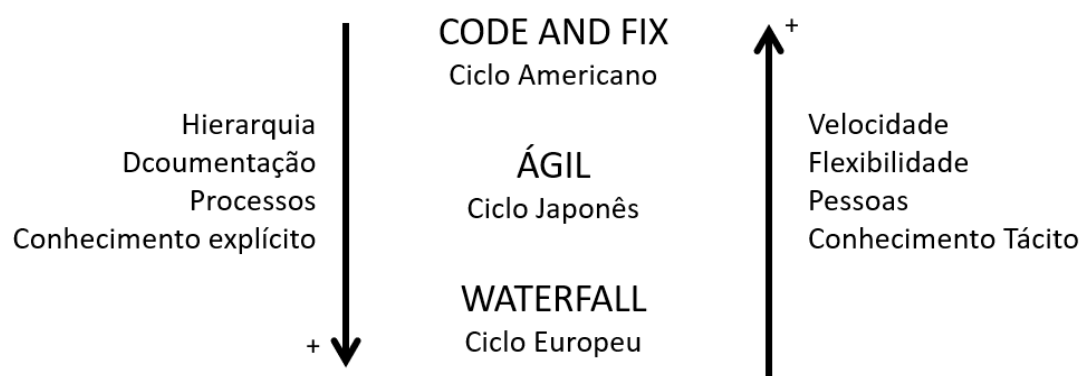 CODE AND FIX
Ciclo Americano
+
Hierarquia
Dcoumentação
Processos
Conhecimento explícito
ÁGIL
Ciclo Japonês
Velocidade
Flexibilidade
Pessoas
Conhecimento Tácito
WATERFALL
Ciclo Europeu
+